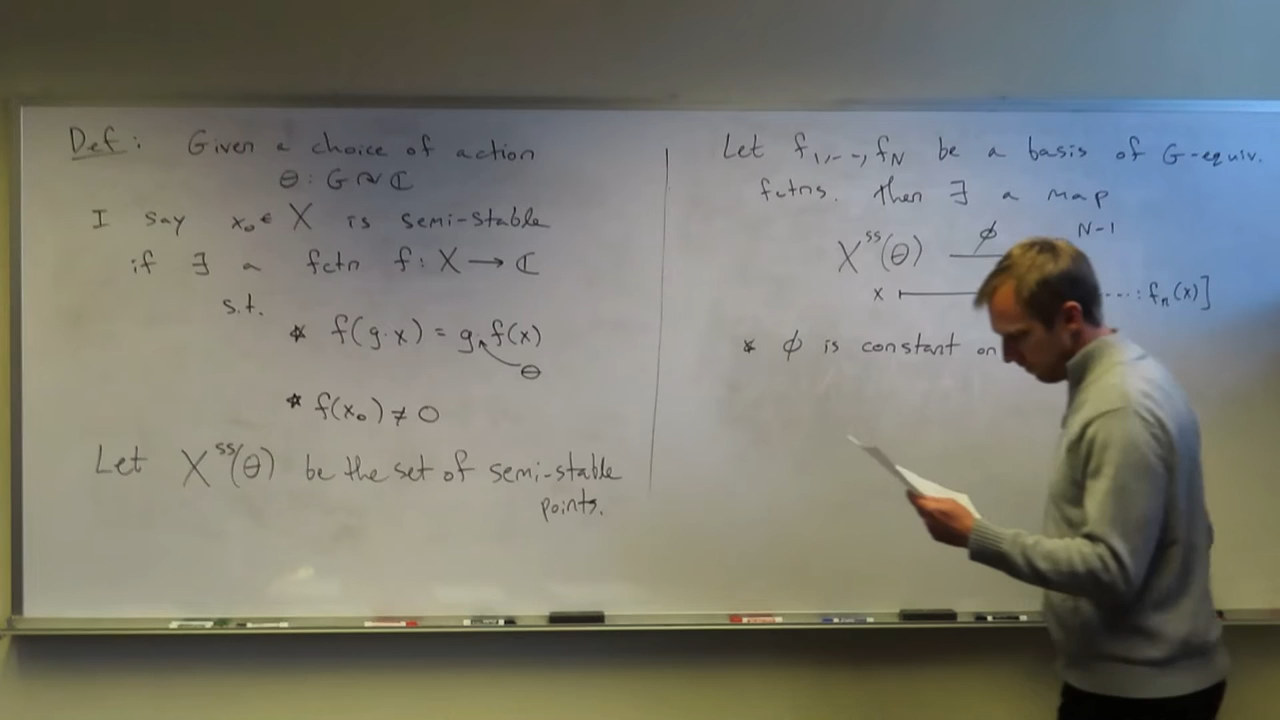 Def: Given a choice of action
θ : G ↷ ℂ
I say x₀ ∈ X is semi-stable
if ∃ a fctn f : X → ℂ
s.t.
* f(g·x) = g·f(x)
θ
* f(x₀) ≠ 0
Let X^ss(θ) be the set of semi-stable
points.
Let f₁,--,f_N be a basis of G-equiv.
fctns. Then ∃ a map
X^ss(θ) ϕ N-1
x ⟼ ...: fₙ(x)]
* ϕ is constant on